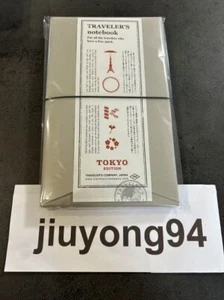 TRAVELER'S
notebook
For all the travelers who
have a free spirit.
TOKYO
EDITION
TRAVELER'S COMPANY, JAPAN
jiuyong94